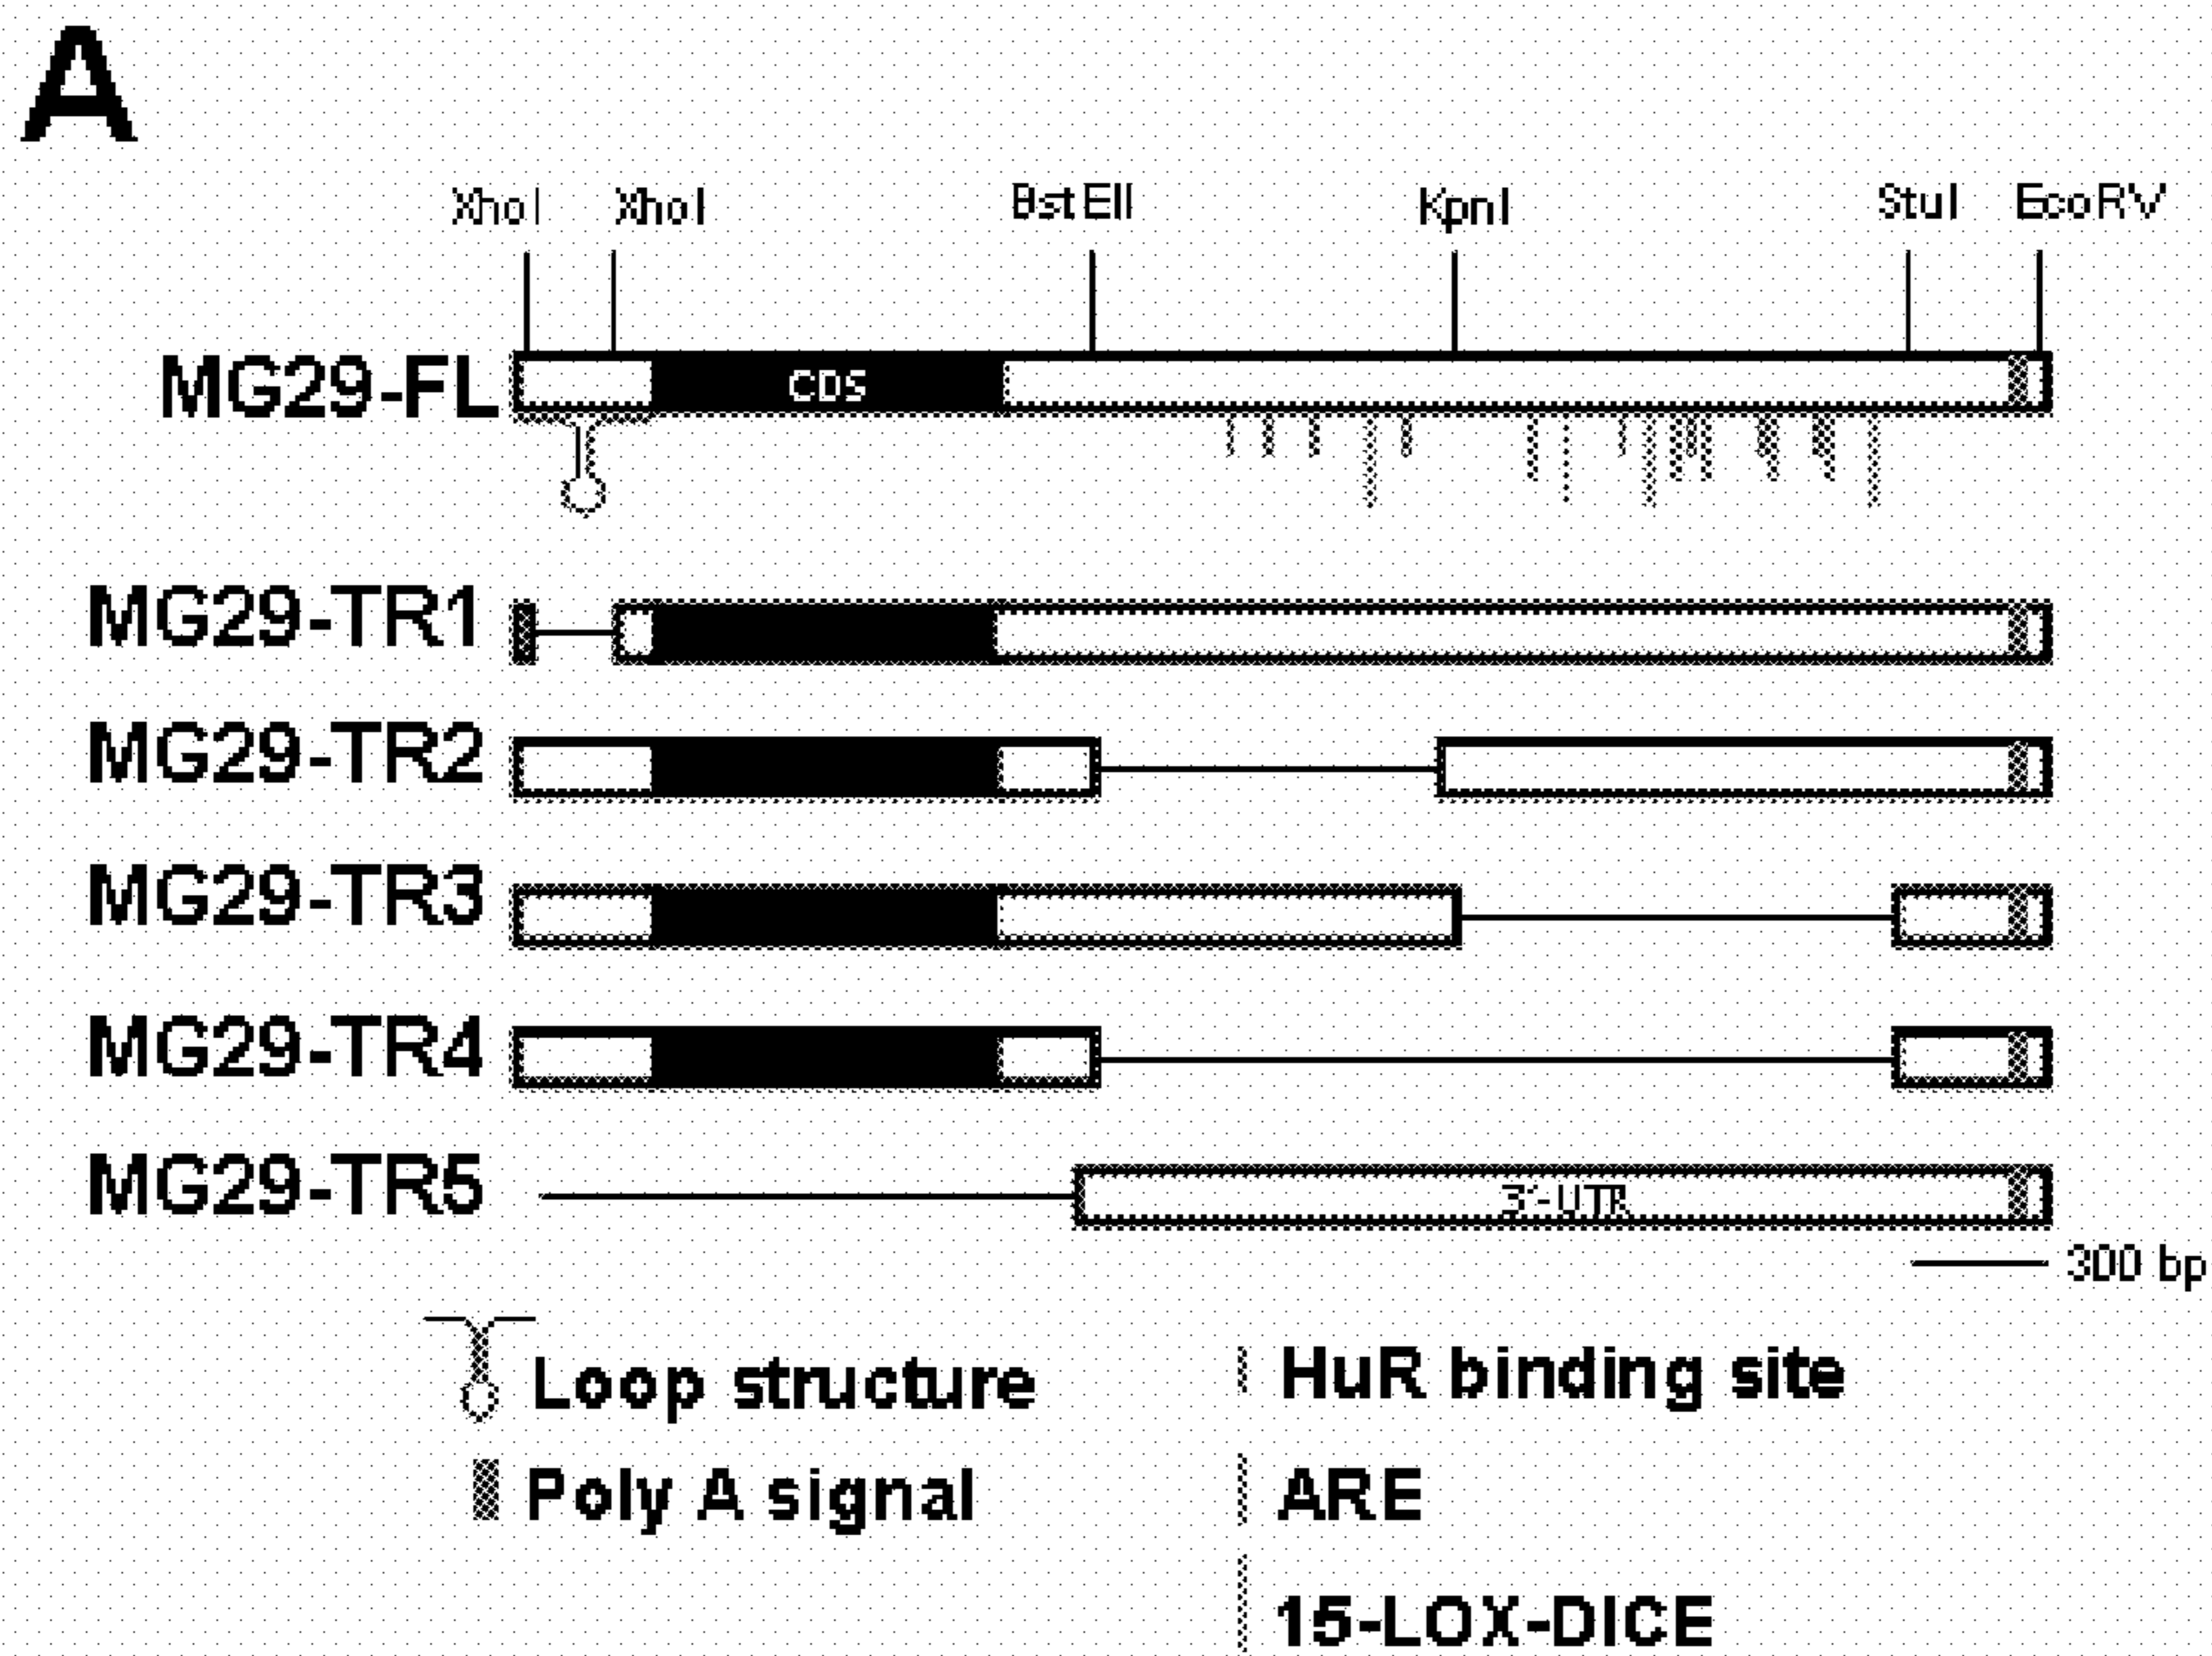 A
XhoI XhoI BstEII KpnI StuI EcoRV
MG29-FL CDS
MG29-TR1
MG29-TR2
MG29-TR3
MG29-TR4
MG29-TR5 3'-UTR
300 bp
Loop structure
Poly A signal
HuR binding site
ARE
15-LOX-DICE